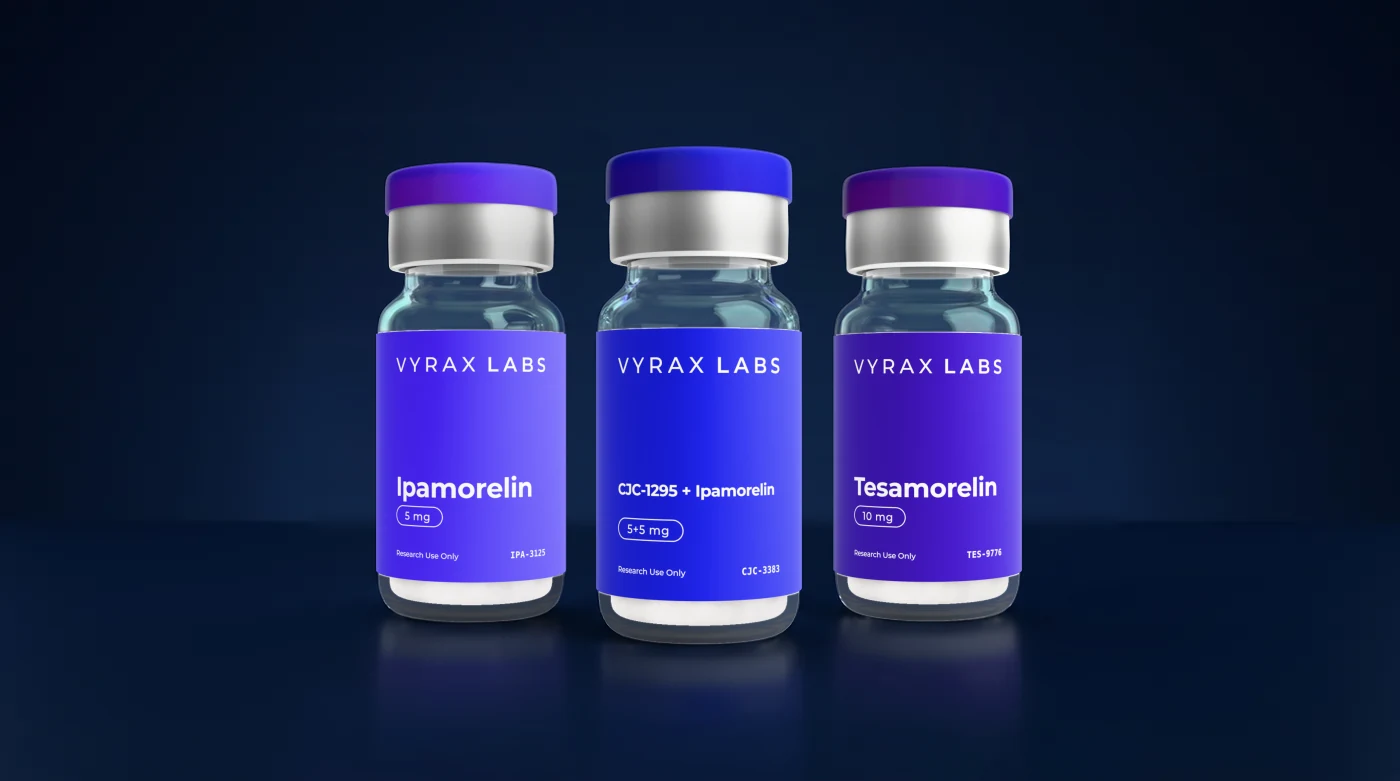 VYRAX LABS
Ipamorelin
5 mg
Research Use Only
IPA-3125
VYRAX LABS
CJC-1295 + Ipamorelin
5+5 mg
Research Use Only
CJC-3383
VYRAX LABS
Tesamorelin
10 mg
Research Use Only
TES-9776